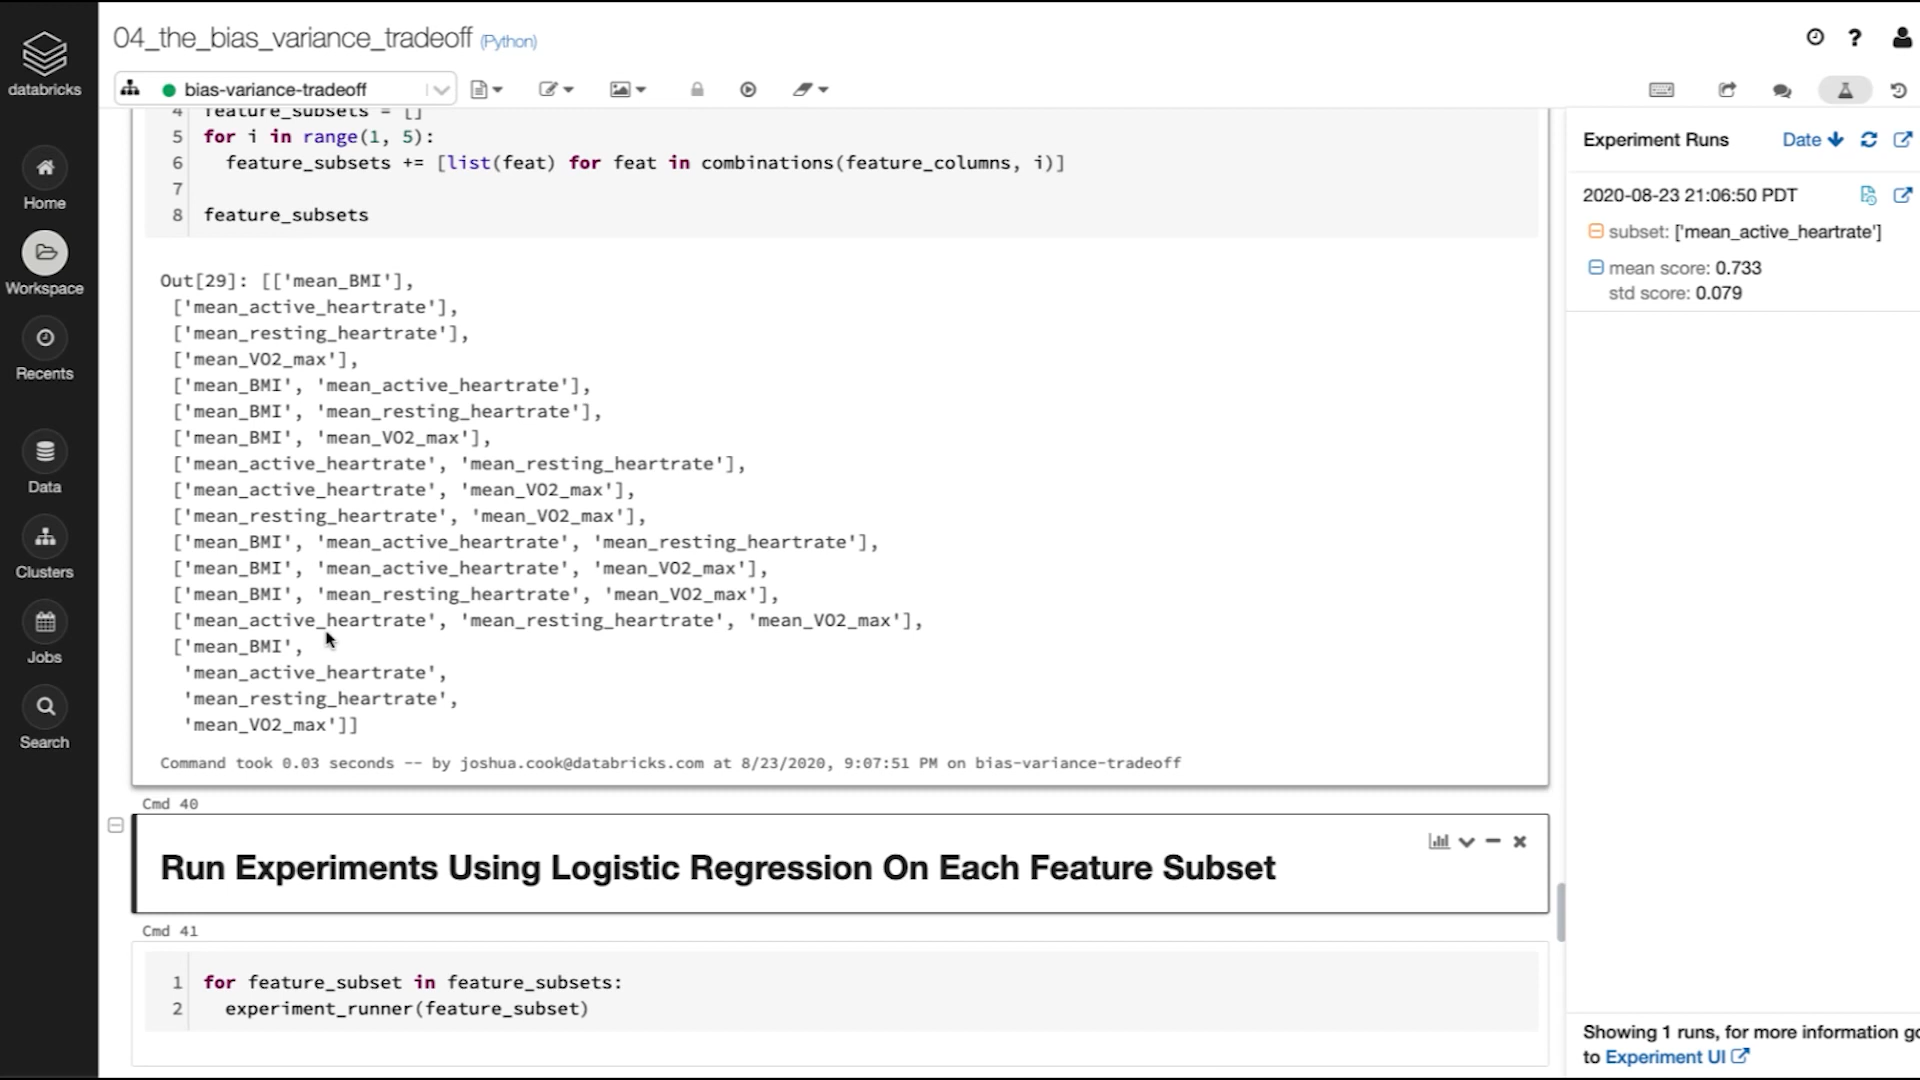 databricks
Home
Workspace
Recents
Data
Clusters
Jobs
Search
04_the_bias_variance_tradeoff (Python)
bias-variance-tradeoff
4 feature_subsets = []
5 for i in range(1, 5):
6 feature_subsets += [list(feat) for feat in combinations(feature_columns, i)]
7
8 feature_subsets
Out[29]: [['mean_BMI'],
['mean_active_heartrate'],
['mean_resting_heartrate'],
['mean_VO2_max'],
['mean_BMI', 'mean_active_heartrate'],
['mean_BMI', 'mean_resting_heartrate'],
['mean_BMI', 'mean_VO2_max'],
['mean_active_heartrate', 'mean_resting_heartrate'],
['mean_active_heartrate', 'mean_VO2_max'],
['mean_resting_heartrate', 'mean_VO2_max'],
['mean_BMI', 'mean_active_heartrate', 'mean_resting_heartrate'],
['mean_BMI', 'mean_active_heartrate', 'mean_VO2_max'],
['mean_BMI', 'mean_resting_heartrate', 'mean_VO2_max'],
['mean_active_heartrate', 'mean_resting_heartrate', 'mean_VO2_max'],
['mean_BMI',
'mean_active_heartrate',
'mean_resting_heartrate',
'mean_VO2_max']]
Command took 0.03 seconds -- by joshua.cook@databricks.com at 8/23/2020, 9:07:51 PM on bias-variance-tradeoff
Cmd 40
Run Experiments Using Logistic Regression On Each Feature Subset
Cmd 41
1 for feature_subset in feature_subsets:
2 experiment_runner(feature_subset)
Experiment Runs Date
2020-08-23 21:06:50 PDT
subset: ['mean_active_heartrate']
mean score: 0.733
std score: 0.079
Showing 1 runs, for more information go
to Experiment UI